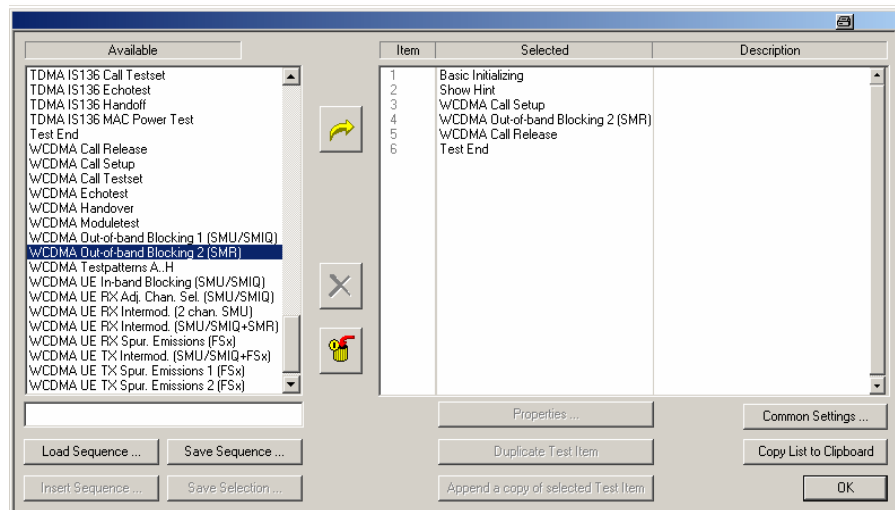 Available
Item Selected Description
TDMA IS136 Call Testset
TDMA IS136 Echotest
TDMA IS136 Handoff
TDMA IS136 MAC Power Test
Test End
WCDMA Call Release
WCDMA Call Setup
WCDMA Call Testset
WCDMA Echotest
WCDMA Handover
WCDMA Moduletest
WCDMA Out-of-band Blocking 1 (SMU/SMIQ)
WCDMA Out-of-band Blocking 2 (SMR)
WCDMA Testpatterns A..H
WCDMA UE In-band Blocking (SMU/SMIQ)
WCDMA UE RX Adj. Chan. Sel. (SMU/SMIQ)
WCDMA UE RX Intermod. (2 chan. SMU)
WCDMA UE RX Intermod. (SMU/SMIQ+SMR)
WCDMA UE RX Spur. Emissions (FSx)
WCDMA UE TX Intermod. (SMU/SMIQ+FSx)
WCDMA UE TX Spur. Emissions 1 (FSx)
WCDMA UE TX Spur. Emissions 2 (FSx)
1 Basic Initializing
2 Show Hint
3 WCDMA Call Setup
4 WCDMA Out-of-band Blocking 2 (SMR)
5 WCDMA Call Release
6 Test End
Load Sequence ...
Save Sequence ...
Insert Sequence ...
Save Selection ...
Properties ...
Duplicate Test Item
Append a copy of selected Test Item
Common Settings ...
Copy List to Clipboard
OK